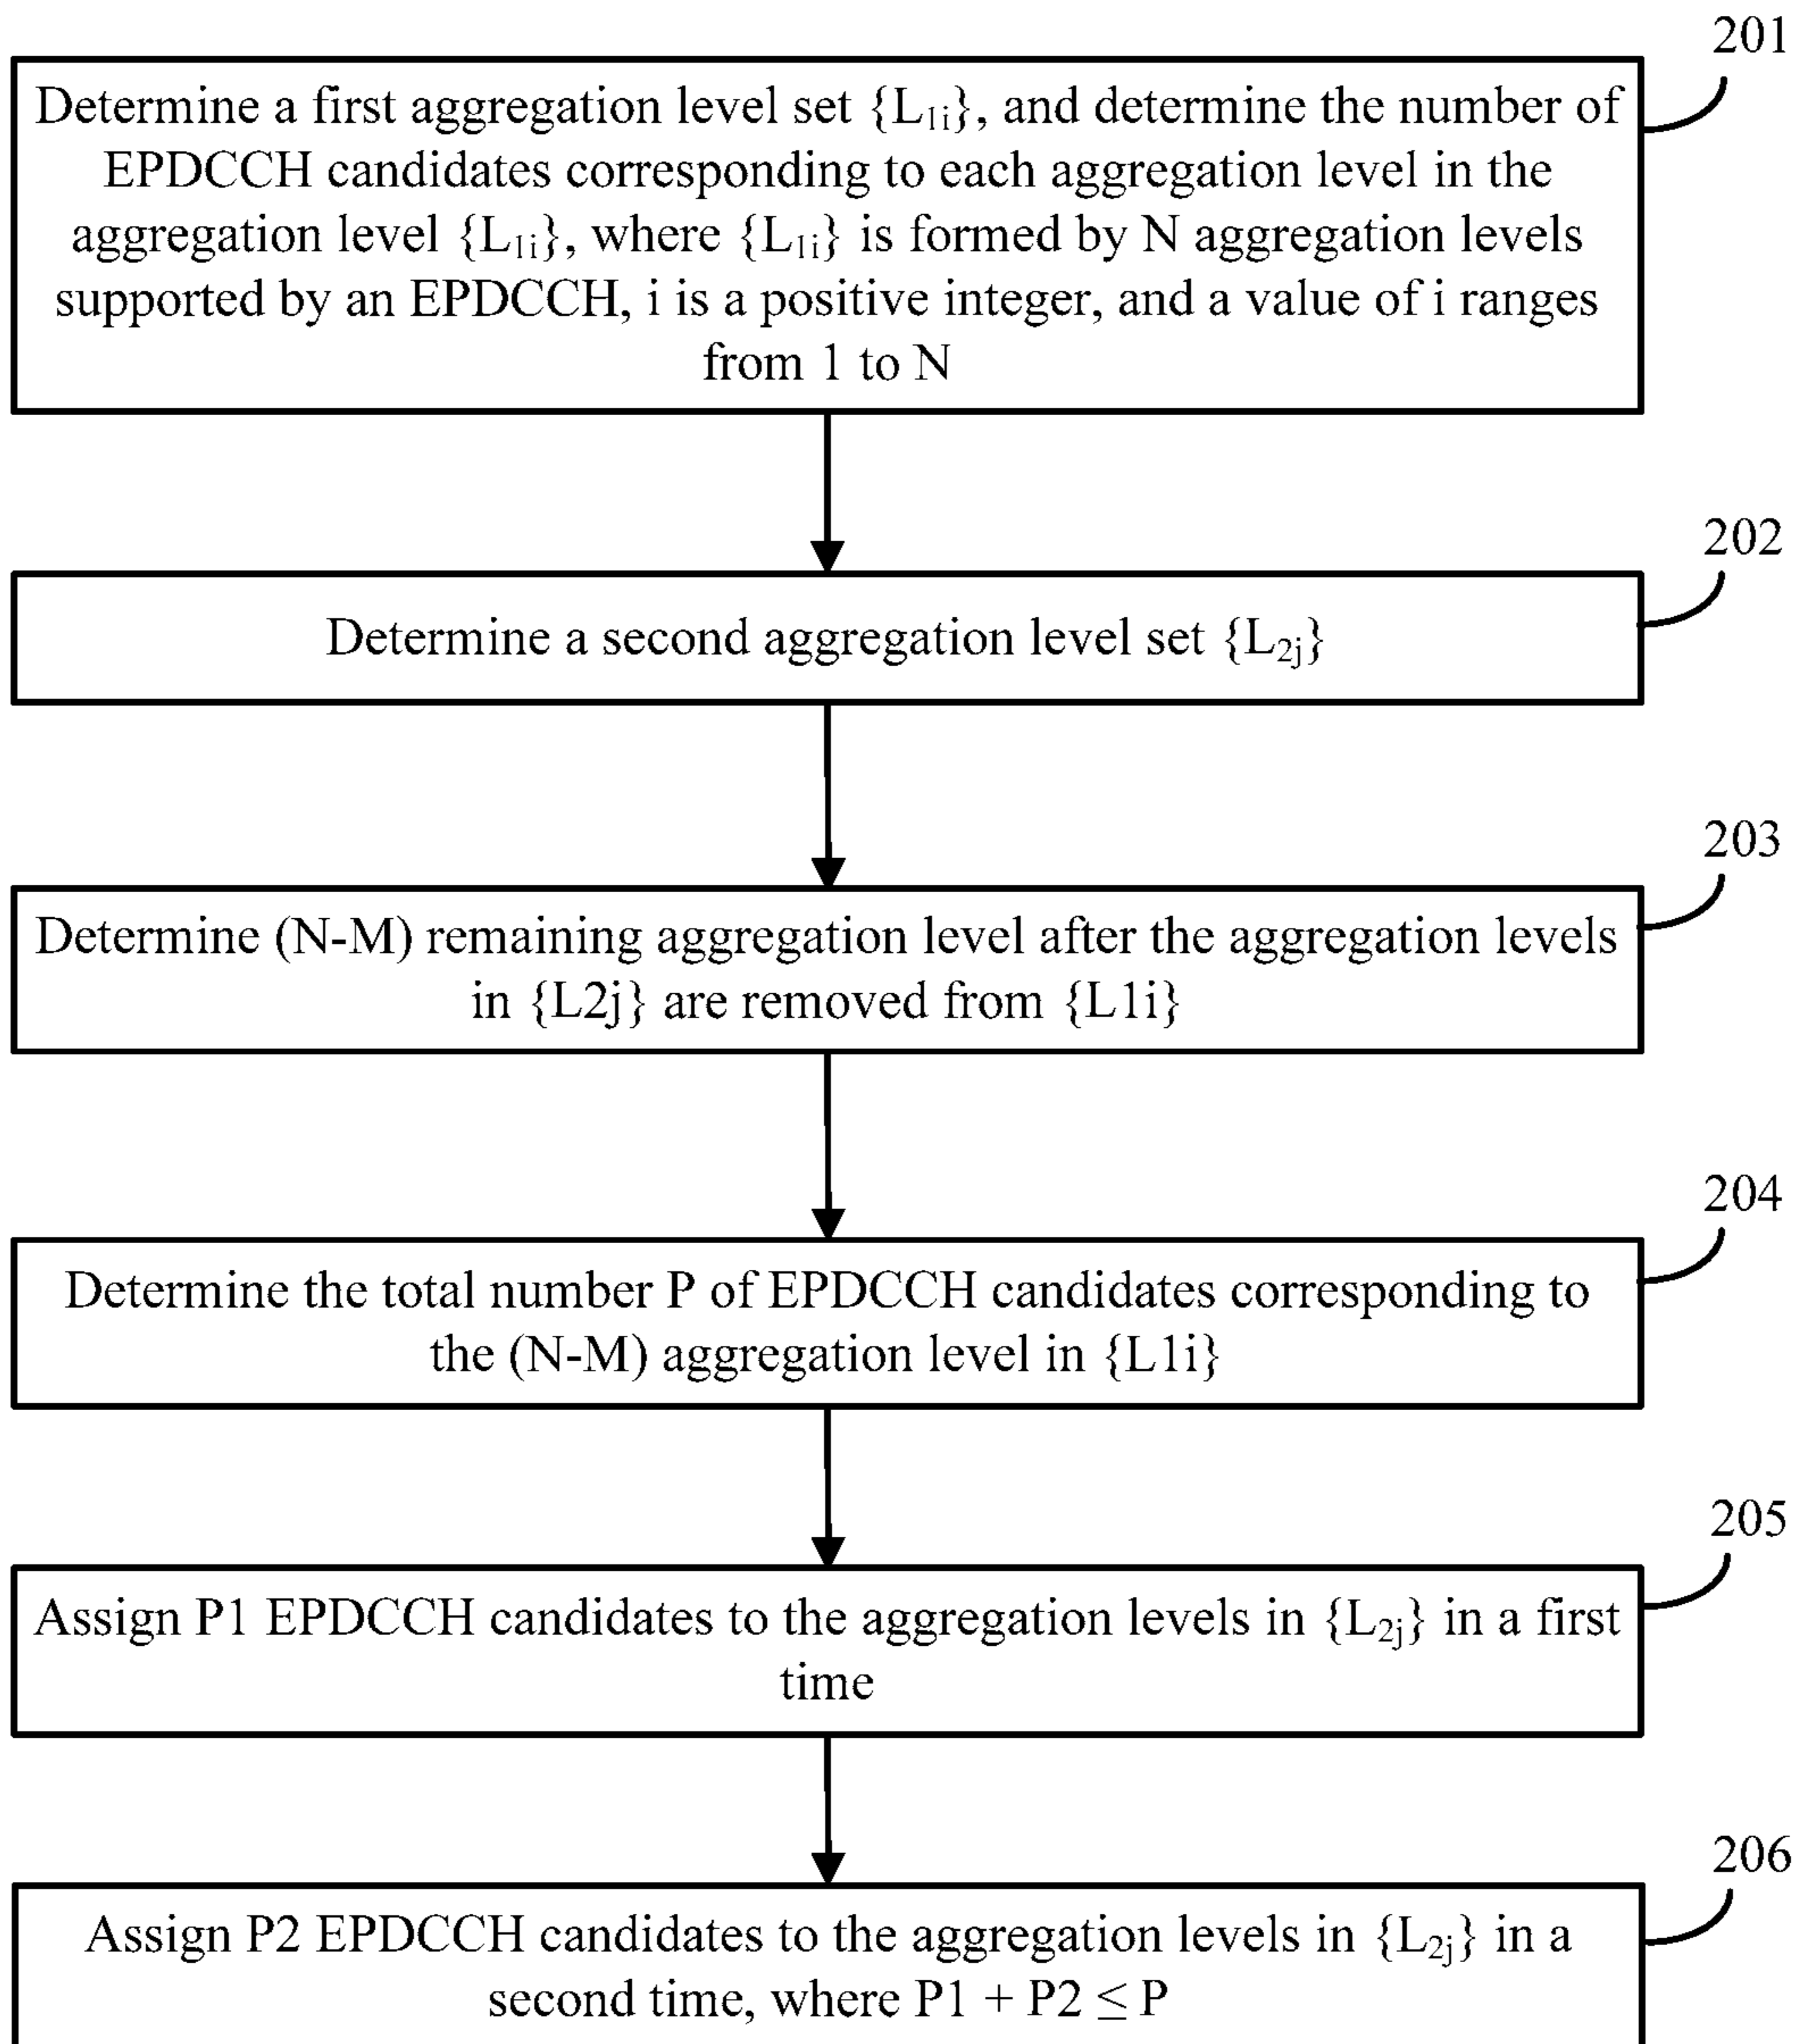 201
Determine a first aggregation level set {L₁ᵢ}, and determine the number of
EPDCCH candidates corresponding to each aggregation level in the
aggregation level {L₁ᵢ}, where {L₁ᵢ} is formed by N aggregation levels
supported by an EPDCCH, i is a positive integer, and a value of i ranges
from 1 to N
202
Determine a second aggregation level set {L₂ⱼ}
203
Determine (N-M) remaining aggregation level after the aggregation levels
in {L2j} are removed from {L1i}
204
Determine the total number P of EPDCCH candidates corresponding to
the (N-M) aggregation level in {L1i}
205
Assign P1 EPDCCH candidates to the aggregation levels in {L₂ⱼ} in a first
time
206
Assign P2 EPDCCH candidates to the aggregation levels in {L₂ⱼ} in a
second time, where P1 + P2 ≤ P